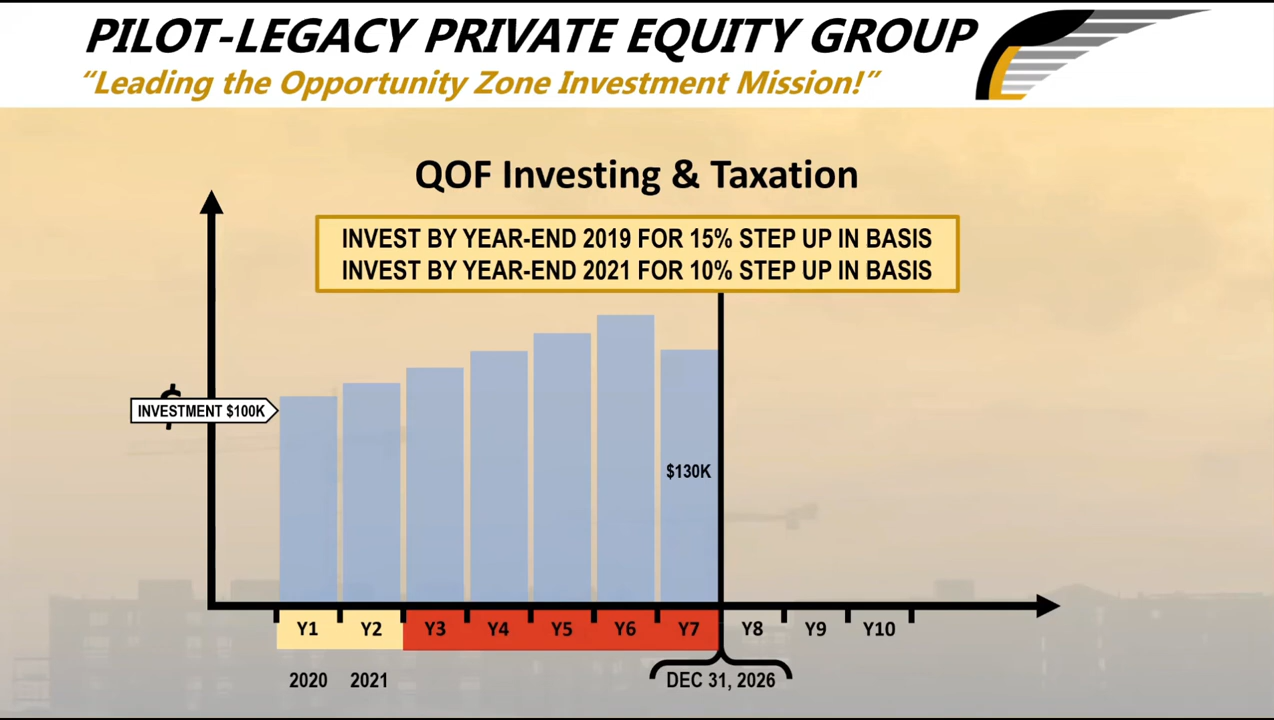 PILOT-LEGACY PRIVATE EQUITY GROUP
“Leading the Opportunity Zone Investment Mission!”
QOF Investing & Taxation
INVEST BY YEAR-END 2019 FOR 15% STEP UP IN BASIS
INVEST BY YEAR-END 2021 FOR 10% STEP UP IN BASIS
$
INVESTMENT $100K
$130K
Y1 Y2 Y3 Y4 Y5 Y6 Y7 Y8 Y9 Y10
2020 2021 DEC 31, 2026